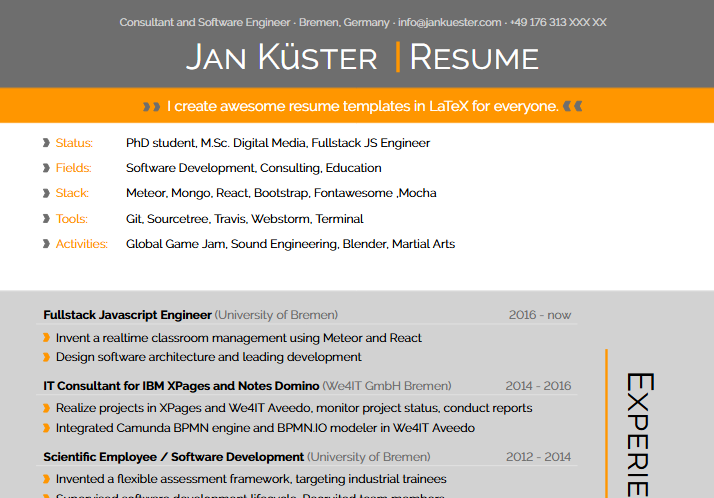 Consultant and Software Engineer · Bremen, Germany · info@jankuester.com · +49 176 313 XXX XX
JAN KÜSTER | RESUME
I create awesome resume templates in LaTeX for everyone.
Status: PhD student, M.Sc. Digital Media, Fullstack JS Engineer
Fields: Software Development, Consulting, Education
Stack: Meteor, Mongo, React, Bootstrap, Fontawesome ,Mocha
Tools: Git, Sourcetree, Travis, Webstorm, Terminal
Activities: Global Game Jam, Sound Engineering, Blender, Martial Arts
Fullstack Javascript Engineer (University of Bremen) 2016 - now
Invent a realtime classroom management using Meteor and React
Design software architecture and leading development
IT Consultant for IBM XPages and Notes Domino (We4IT GmbH Bremen) 2014 - 2016
Realize projects in XPages and We4IT Aveedo, monitor project status, conduct reports
Integrated Camunda BPMN engine and BPMN.IO modeler in We4IT Aveedo
Scientific Employee / Software Development (University of Bremen) 2012 - 2014
Invented a flexible assessment framework, targeting industrial trainees
Supervised software development lifecycle, Recruited team members
EXPERIE